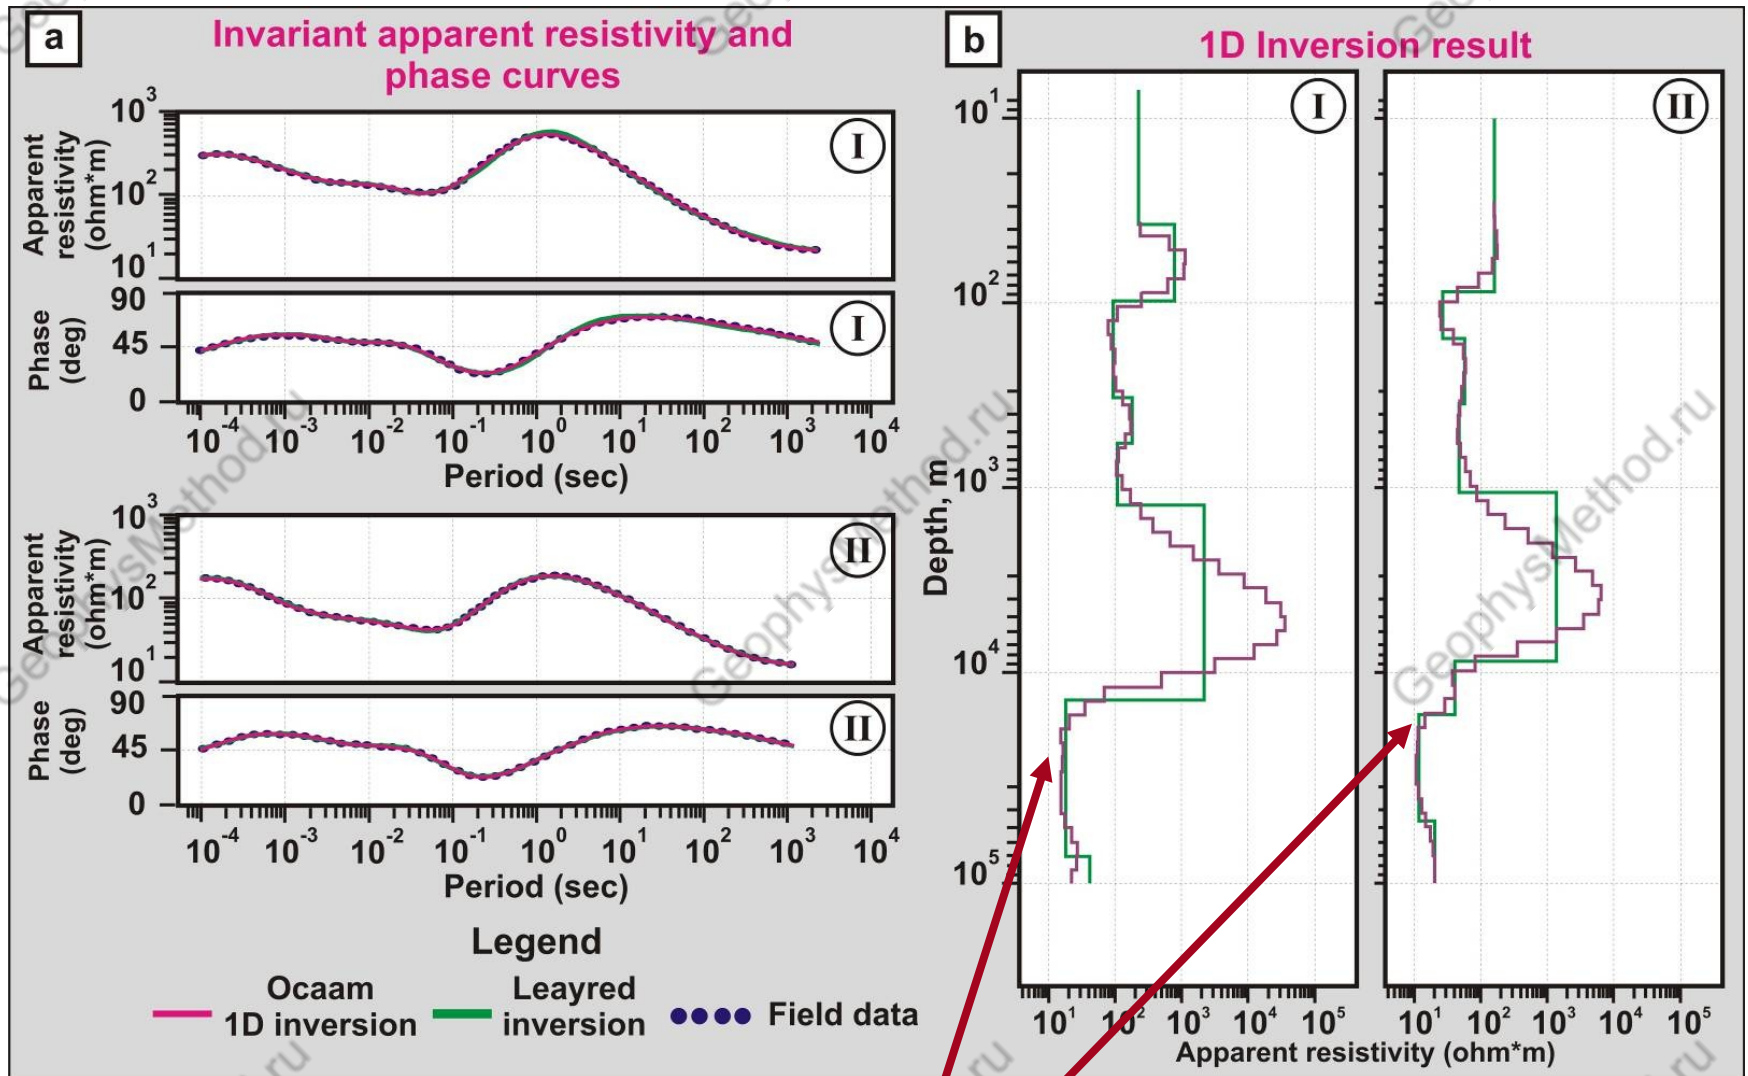 a
Invariant apparent resistivity and
phase curves
10³
10²
10¹
Apparent
resistivity
(ohm*m)
I
90
45
0
Phase
(deg)
I
10⁻⁴ 10⁻³ 10⁻² 10⁻¹ 10⁰ 10¹ 10² 10³ 10⁴
Period (sec)
10³
10²
10¹
Apparent
resistivity
(ohm*m)
II
90
45
0
Phase
(deg)
II
10⁻⁴ 10⁻³ 10⁻² 10⁻¹ 10⁰ 10¹ 10² 10³ 10⁴
Period (sec)
Legend
Ocaam
1D inversion
Leayred
inversion
Field data
b
1D Inversion result
I
II
10¹
10²
10³
10⁴
10⁵
Depth, m
10¹ 10² 10³ 10⁴ 10⁵
10¹ 10² 10³ 10⁴ 10⁵
Apparent resistivity (ohm*m)
GeophysMethod.ru
GeophysMethod.ru
GeophysMethod.ru